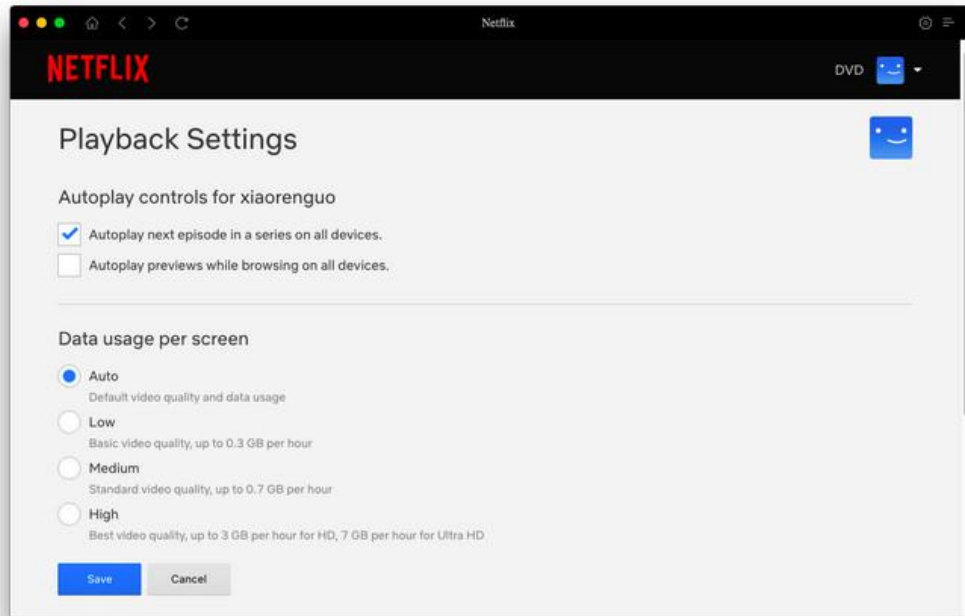 Netflix
NETFLIX
DVD
Playback Settings
Autoplay controls for xiaorenguo
Autoplay next episode in a series on all devices.
Autoplay previews while browsing on all devices.
Data usage per screen
Auto
Default video quality and data usage
Low
Basic video quality, up to 0.3 GB per hour
Medium
Standard video quality, up to 0.7 GB per hour
High
Best video quality, up to 3 GB per hour for HD, 7 GB per hour for Ultra HD
Save Cancel